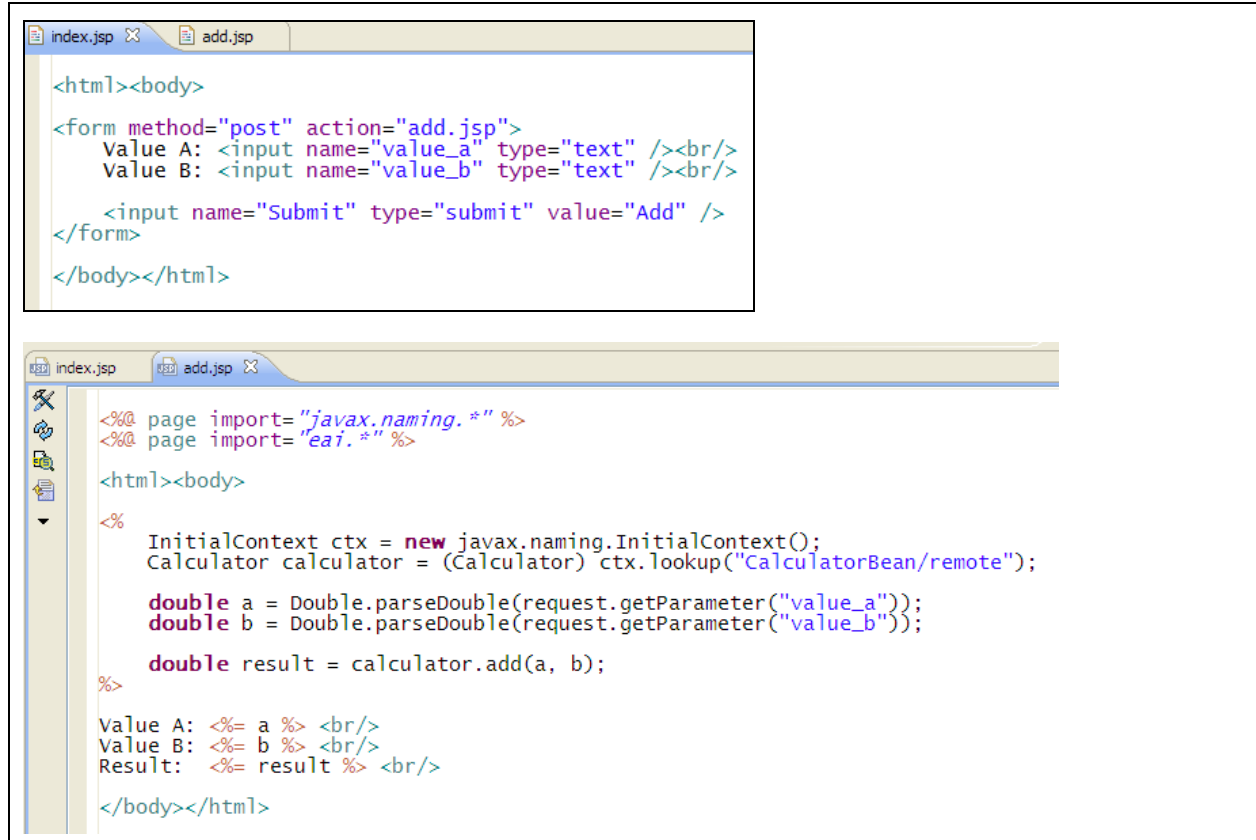 index.jsp add.jsp
<html><body>
<form method="post" action="add.jsp">
Value A: <input name="value_a" type="text" /><br/>
Value B: <input name="value_b" type="text" /><br/>
<input name="Submit" type="submit" value="Add" />
</form>
</body></html>
index.jsp add.jsp
<%@ page import="javax.naming.*" %>
<%@ page import="eai.*" %>
<html><body>
<%
InitialContext ctx = new javax.naming.InitialContext();
Calculator calculator = (Calculator) ctx.lookup("CalculatorBean/remote");
double a = Double.parseDouble(request.getParameter("value_a"));
double b = Double.parseDouble(request.getParameter("value_b"));
double result = calculator.add(a, b);
%>
Value A: <%= a %> <br/>
Value B: <%= b %> <br/>
Result: <%= result %> <br/>
</body></html>